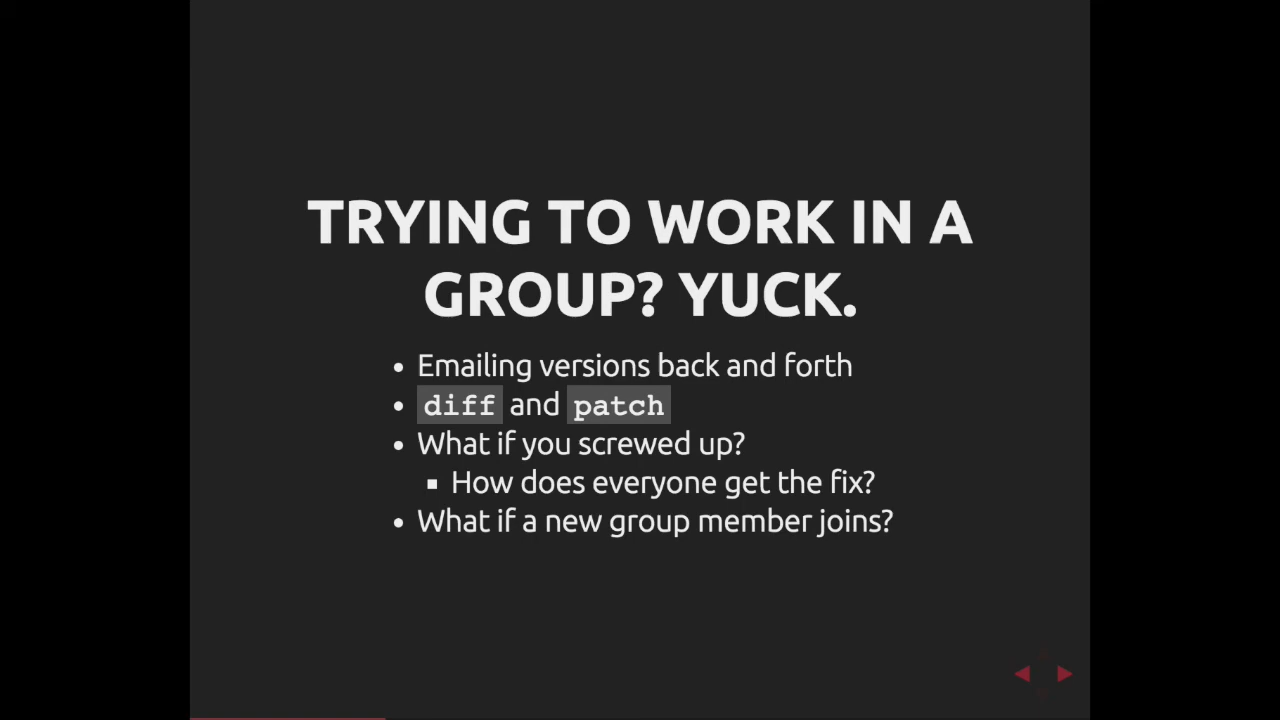 TRYING TO WORK IN A
GROUP? YUCK.
• Emailing versions back and forth
• diff and patch
• What if you screwed up?
▪ How does everyone get the fix?
• What if a new group member joins?